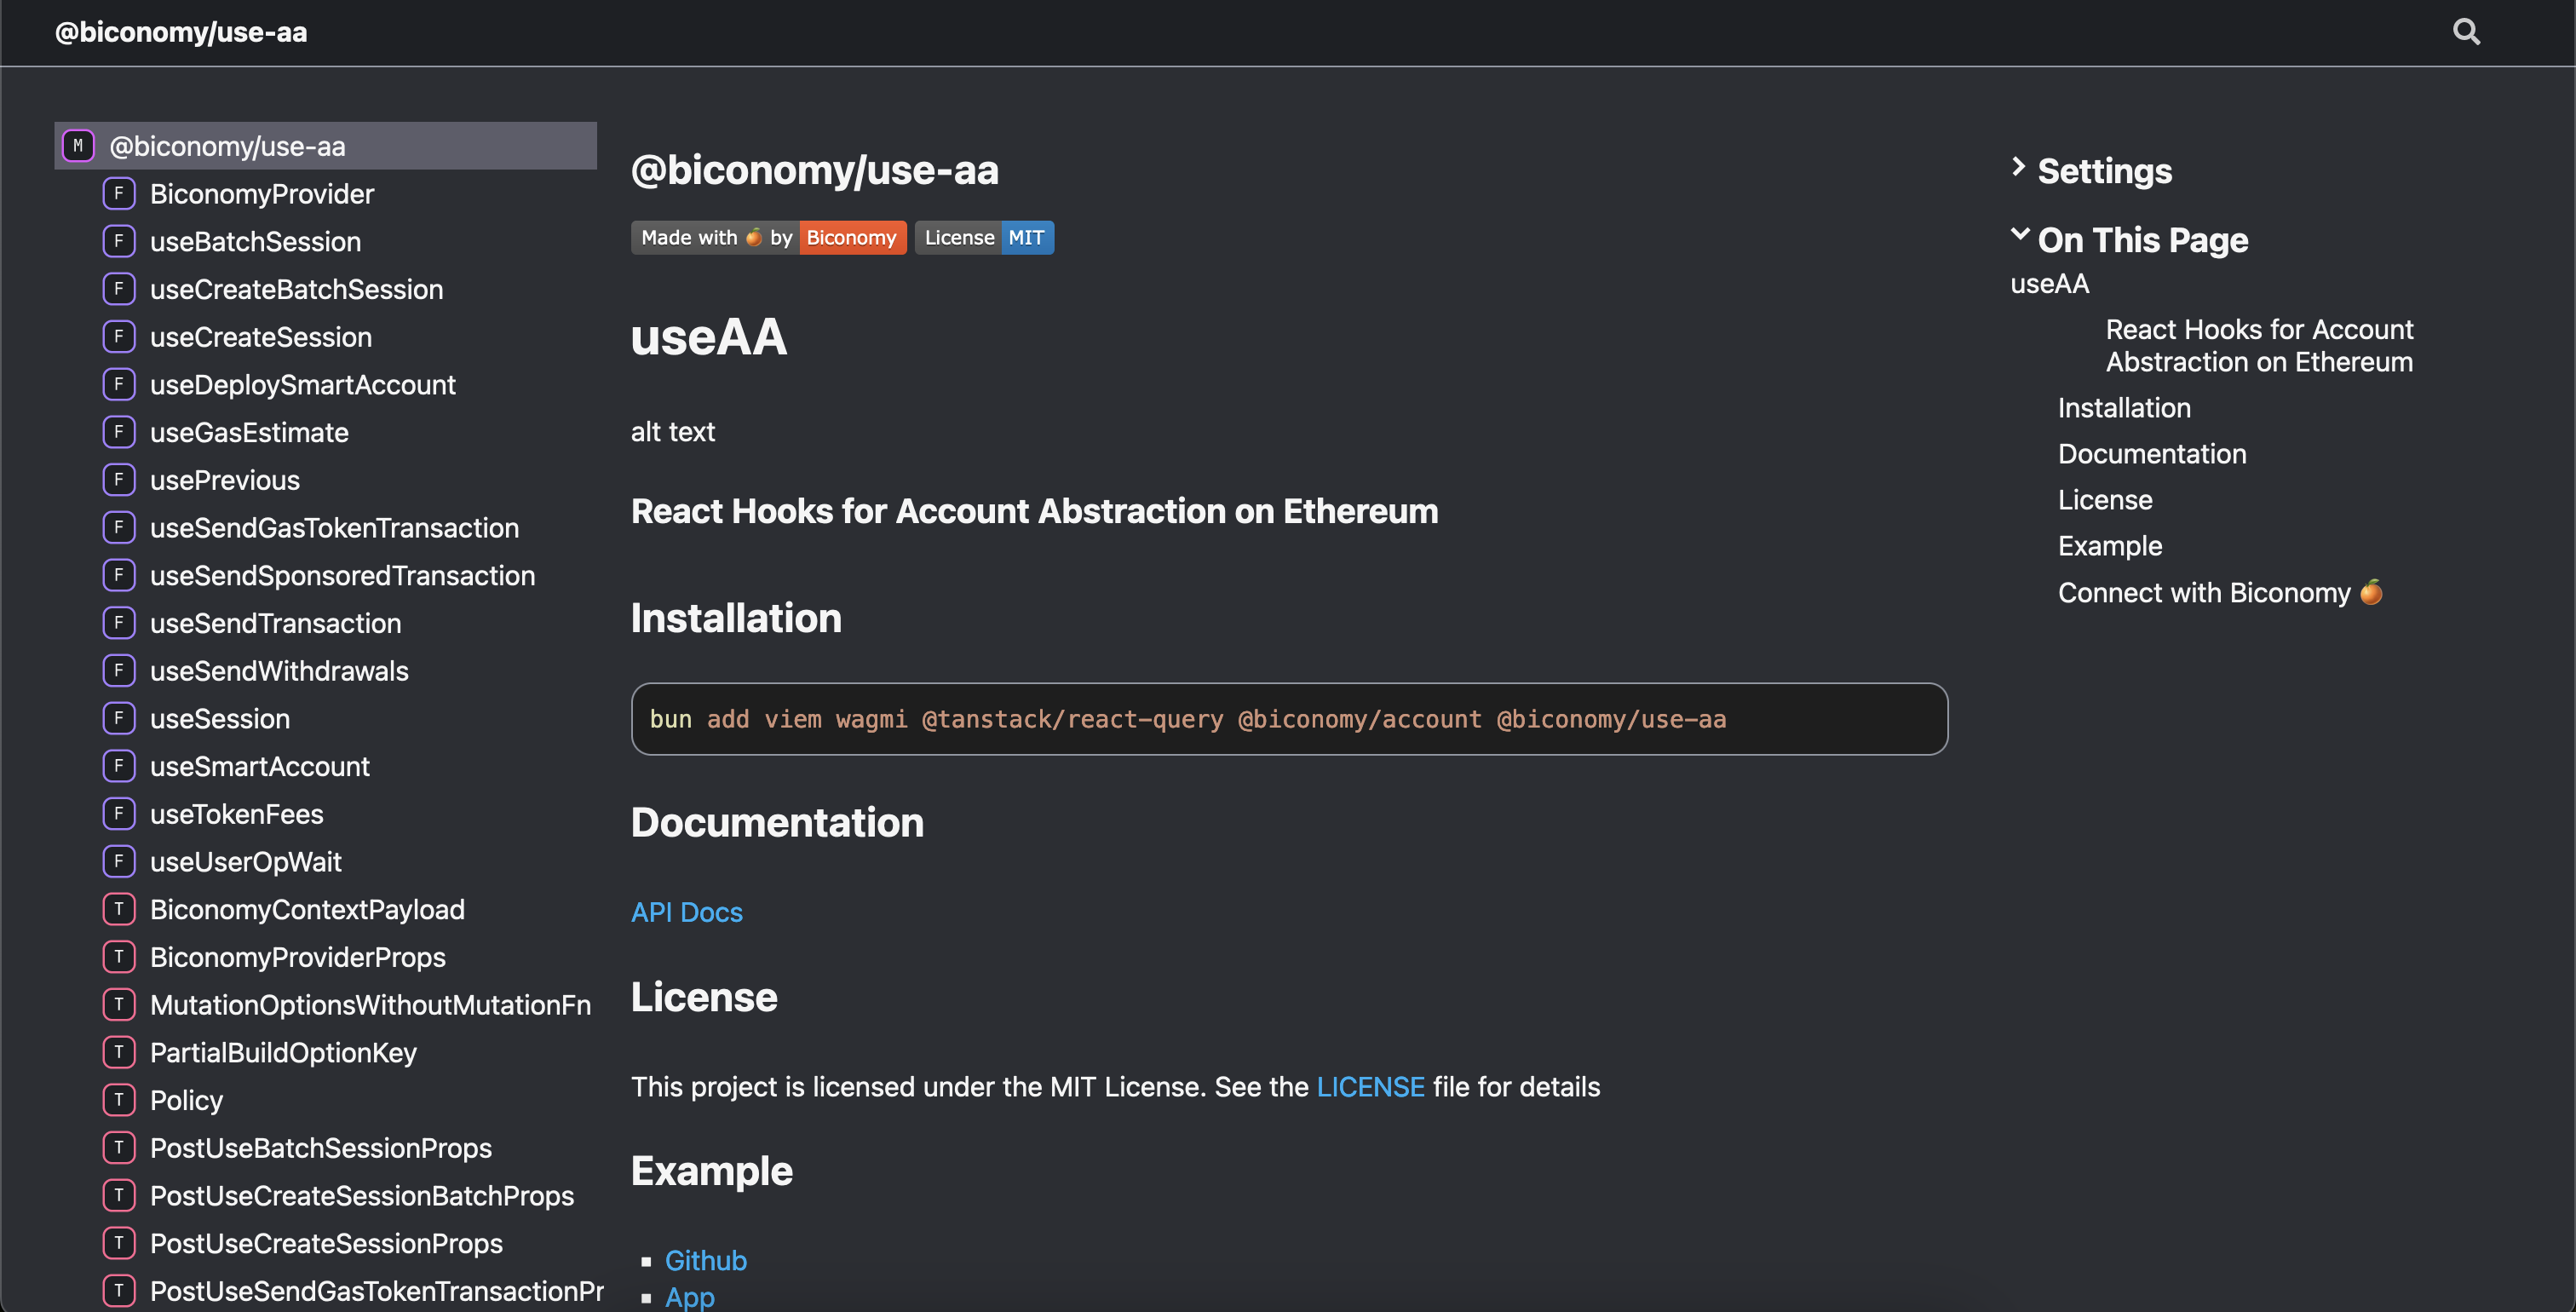 @biconomy/use-aa
M @biconomy/use-aa
F BiconomyProvider
F useBatchSession
F useCreateBatchSession
F useCreateSession
F useDeploySmartAccount
F useGasEstimate
F usePrevious
F useSendGasTokenTransaction
F useSendSponsoredTransaction
F useSendTransaction
F useSendWithdrawals
F useSession
F useSmartAccount
F useTokenFees
F useUserOpWait
T BiconomyContextPayload
T BiconomyProviderProps
T MutationOptionsWithoutMutationFn
T PartialBuildOptionKey
T Policy
T PostUseBatchSessionProps
T PostUseCreateSessionBatchProps
T PostUseCreateSessionProps
T PostUseSendGasTokenTransactionPr
@biconomy/use-aa
Made with 🍊 by Biconomy License MIT
useAA
alt text
React Hooks for Account Abstraction on Ethereum
Installation
bun add viem wagmi @tanstack/react-query @biconomy/account @biconomy/use-aa
Documentation
API Docs
License
This project is licensed under the MIT License. See the LICENSE file for details
Example
Github
App
Settings
On This Page
useAA
React Hooks for Account
Abstraction on Ethereum
Installation
Documentation
License
Example
Connect with Biconomy 🍊